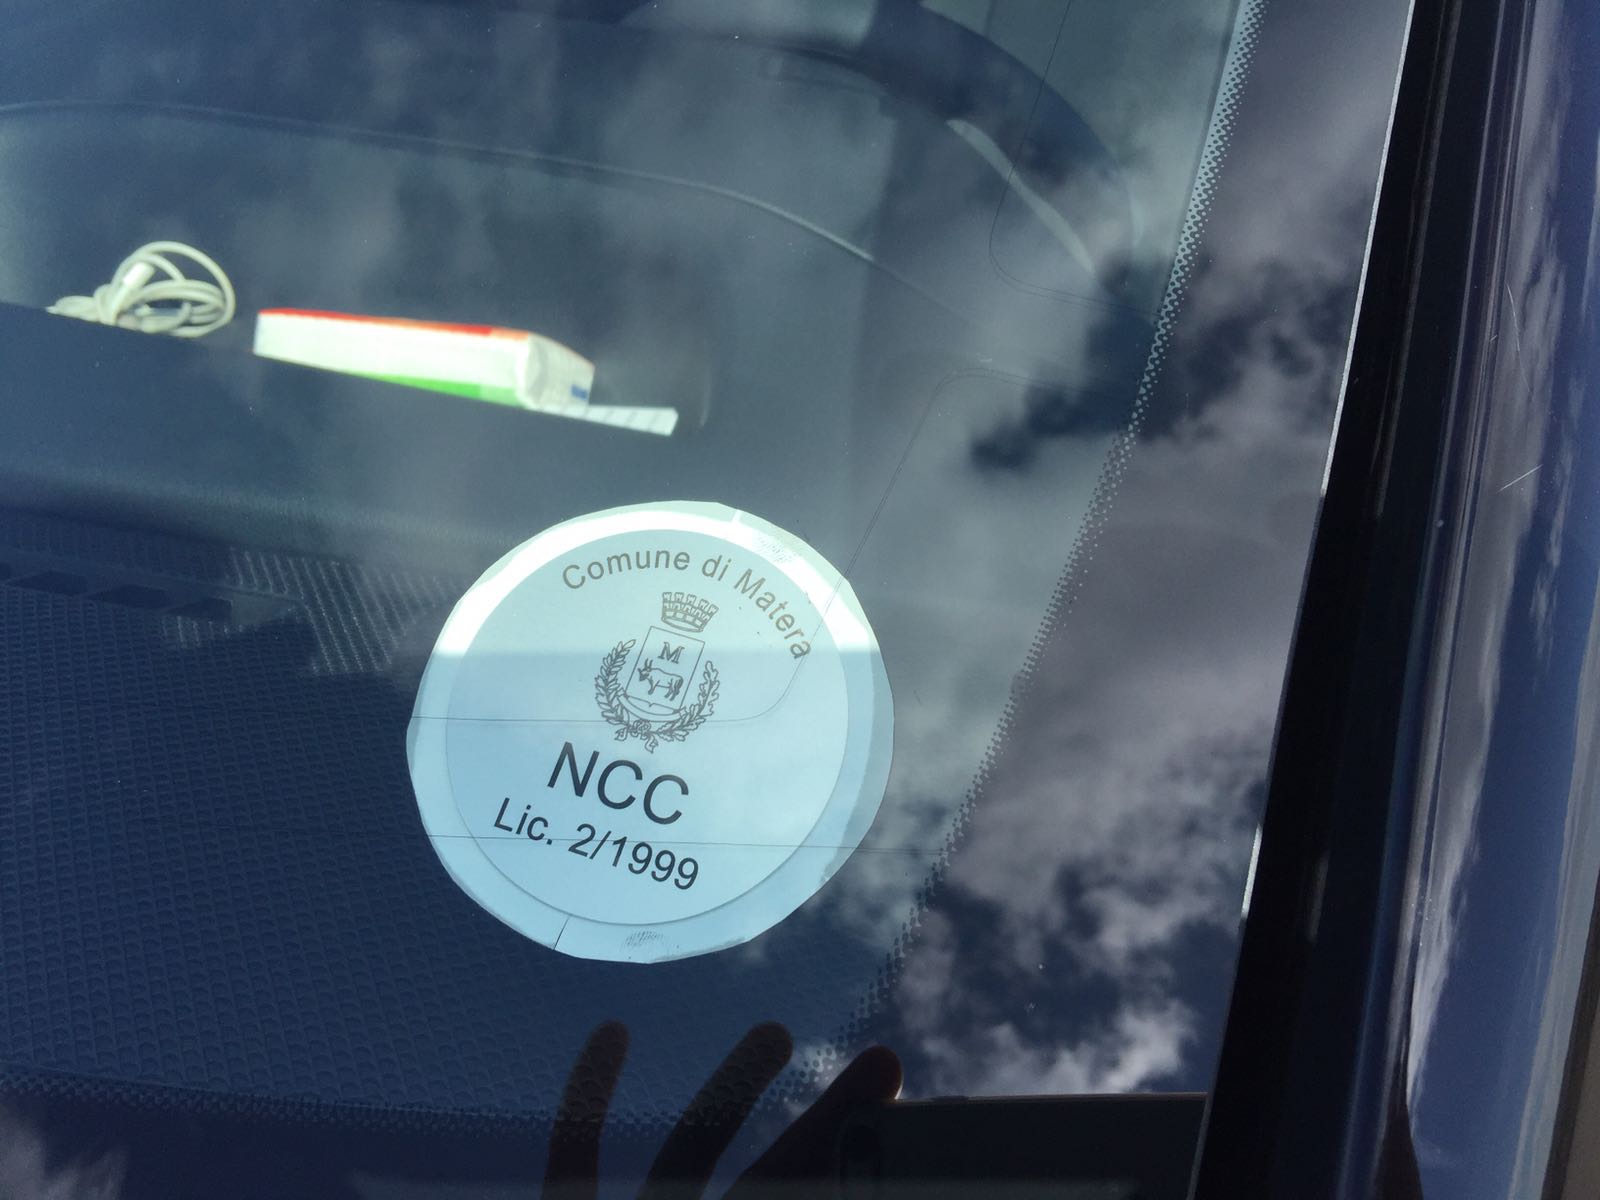 Comune di Matera
M
NCC
Lic. 2/1999